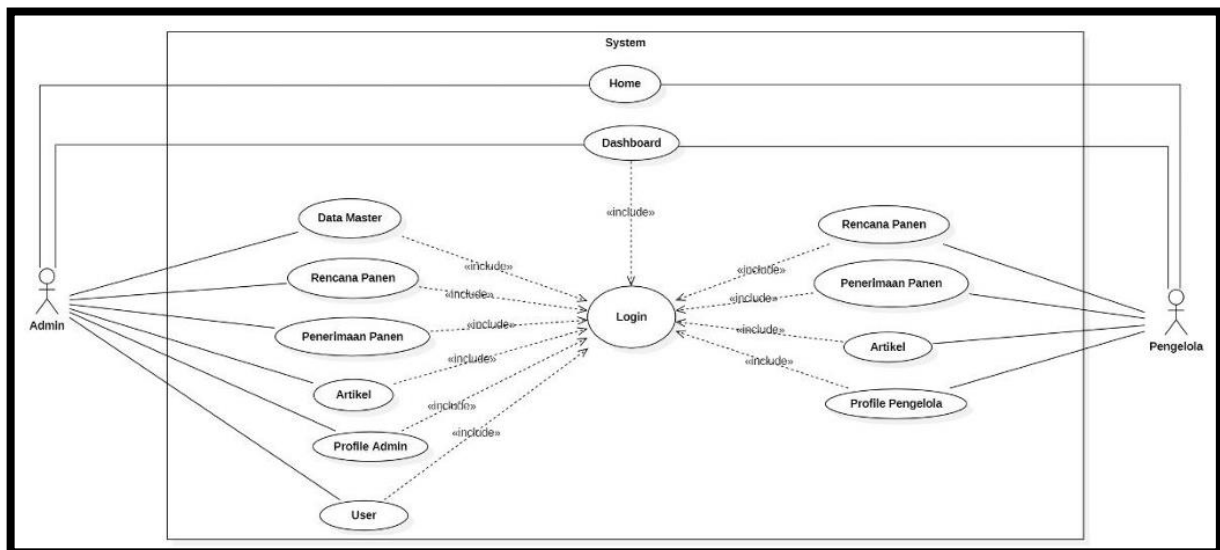 System
Home
Dashboard
«include»
Data Master
Rencana Panen
«include»
«include»
Rencana Panen
«include»
Penerimaan Panen
«include»
Login
Admin
Pengelola
Penerimaan Panen
«include»
«include»
Artikel
«include»
Artikel
«include»
Profile Pengelola
«include»
Profile Admin
«include»
User